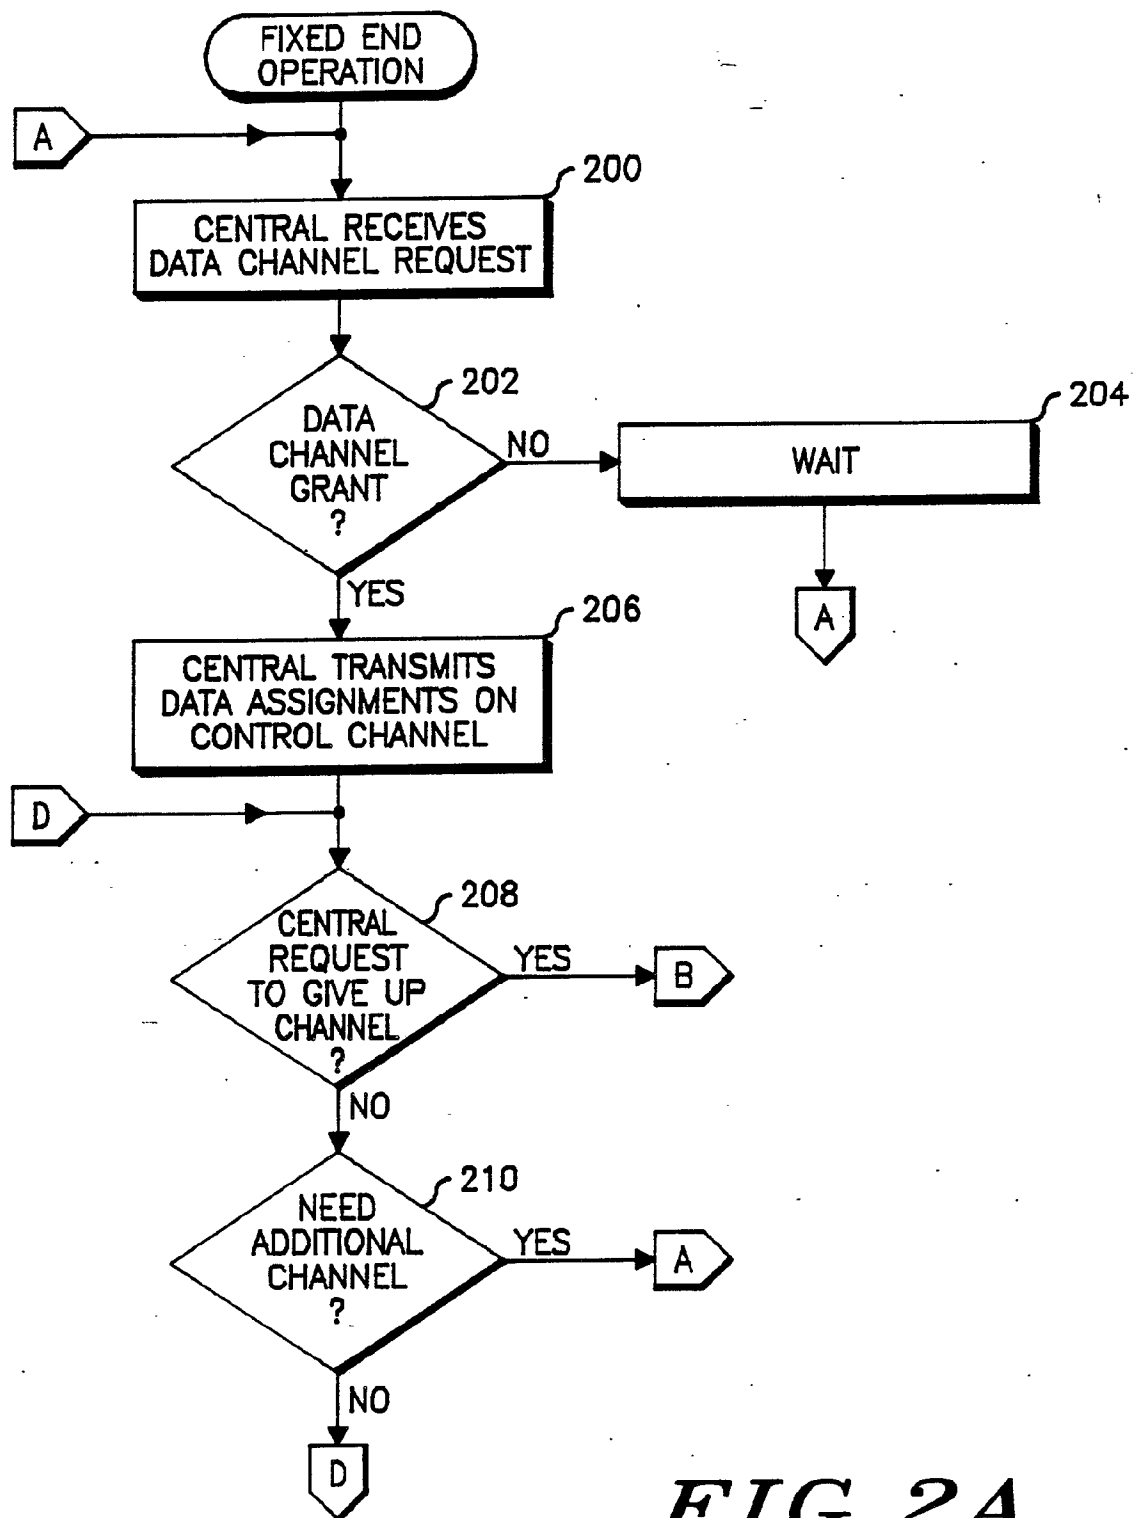 FIXED END
OPERATION
A
200
CENTRAL RECEIVES
DATA CHANNEL REQUEST
202
DATA
CHANNEL
GRANT
?
NO
204
WAIT
A
YES
206
CENTRAL TRANSMITS
DATA ASSIGNMENTS ON
CONTROL CHANNEL
D
208
CENTRAL
REQUEST
TO GIVE UP
CHANNEL
?
YES
B
NO
210
NEED
ADDITIONAL
CHANNEL
?
YES
A
NO
D
FIG. 2A